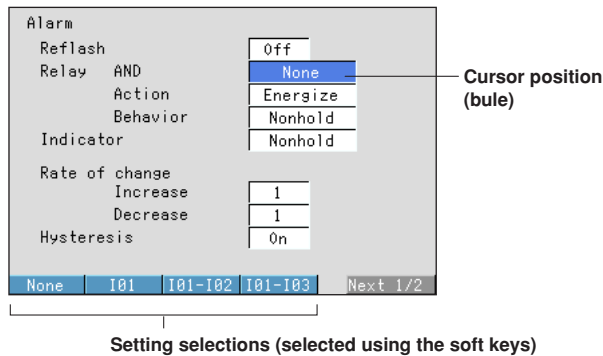 Alarm
Reflash Off
Relay AND None
Action Energize
Behavior Nonhold
Indicator Nonhold
Rate of change
Increase 1
Decrease 1
Hysteresis On
None I01 I01-I02 I01-I03 Next 1/2
Cursor position
(bule)
Setting selections (selected using the soft keys)